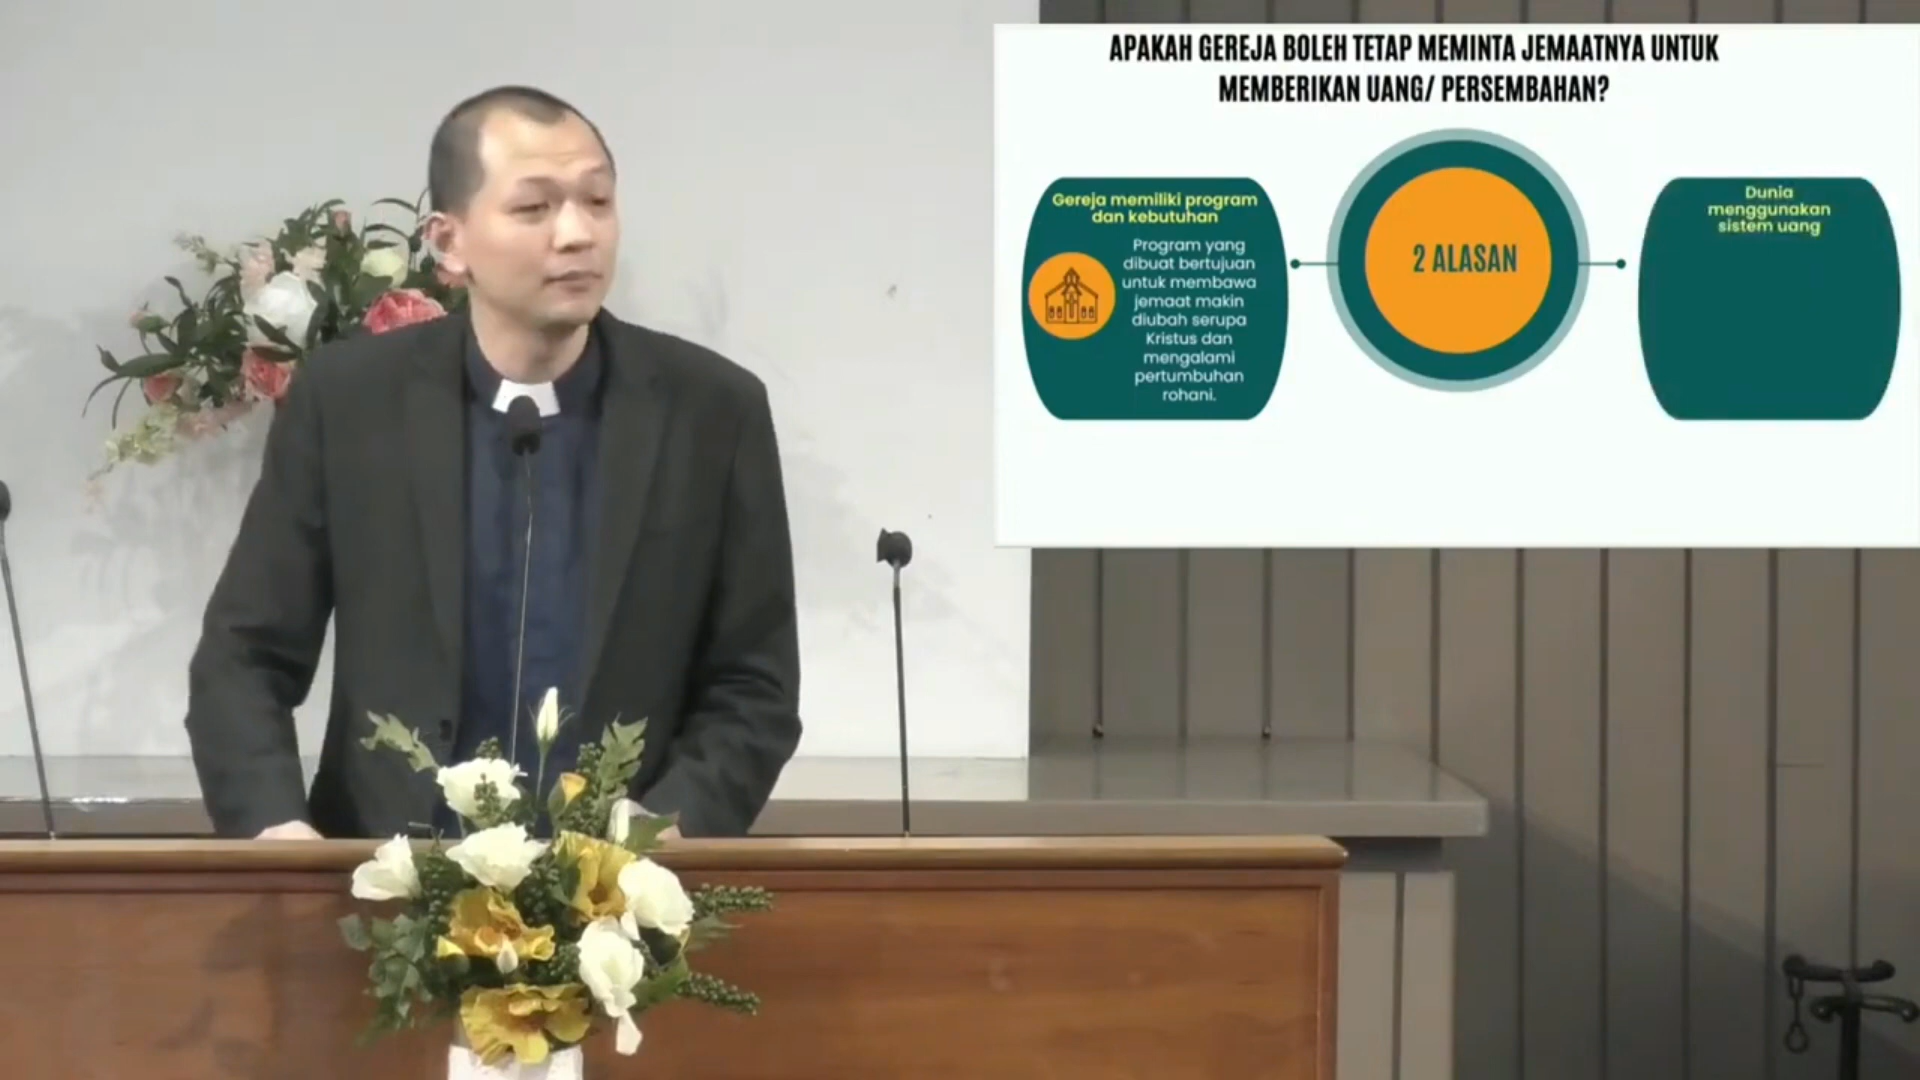 APAKAH GEREJA BOLEH TETAP MEMINTA JEMAATNYA UNTUK
MEMBERIKAN UANG/ PERSEMBAHAN?
Gereja memiliki program
dan kebutuhan
Program yang
dibuat bertujuan
untuk membawa
jemaat makin
diubah serupa
Kristus dan
mengalami
pertumbuhan
rohani.
2 ALASAN
Dunia
menggunakan
sistem uang